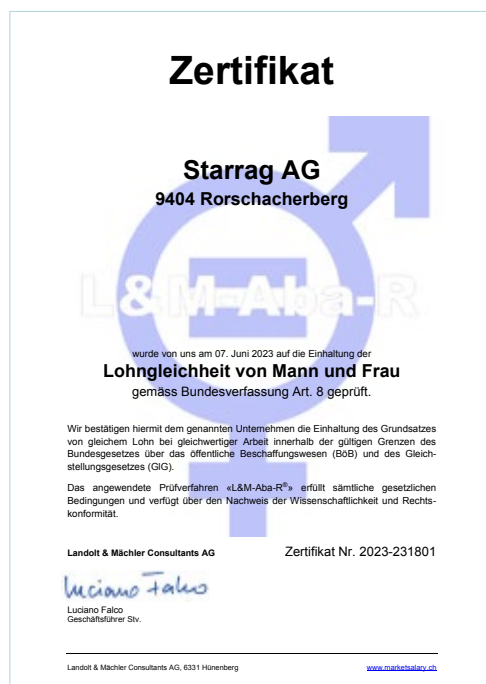 Zertifikat
Starrag AG
9404 Rorschacherberg
L&M-Aba-R
wurde von uns am 07. Juni 2023 auf die Einhaltung der
Lohngleichheit von Mann und Frau
gemäss Bundesverfassung Art. 8 geprüft.
Wir bestätigen hiermit dem genannten Unternehmen die Einhaltung des Grundsatzes
von gleichem Lohn bei gleichwertiger Arbeit innerhalb der gültigen Grenzen des
Bundesgesetzes über das öffentliche Beschaffungswesen (BöB) und des Gleich-
stellungsgesetzes (GlG).
Das angewendete Prüfverfahren «L&M-Aba-R®» erfüllt sämtliche gesetzlichen
Bedingungen und verfügt über den Nachweis der Wissenschaftlichkeit und Rechts-
konformität.
Landolt & Mächler Consultants AG
Zertifikat Nr. 2023-231801
Luciano Falco
Luciano Falco
Geschäftsführer Stv.
Landolt & Mächler Consultants AG, 6331 Hünenberg
www.marketsalary.ch